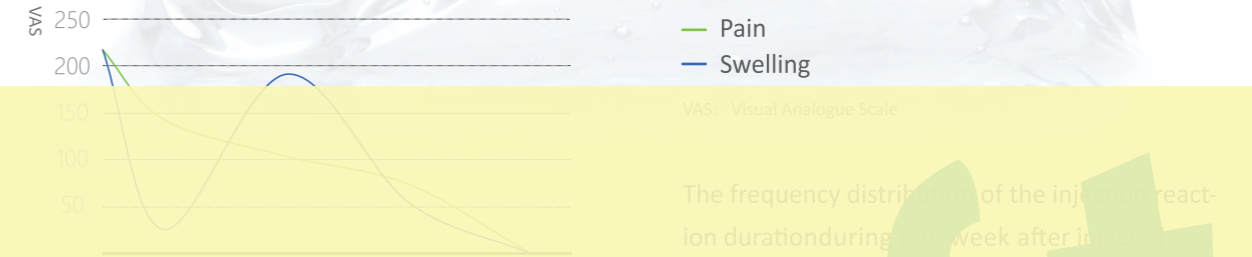 VAS
250
200
150
100
50
Pain
Swelling
VAS: Visual Analogue Scale
The frequency distribution of the injection react-
ion durationduring one week after injected